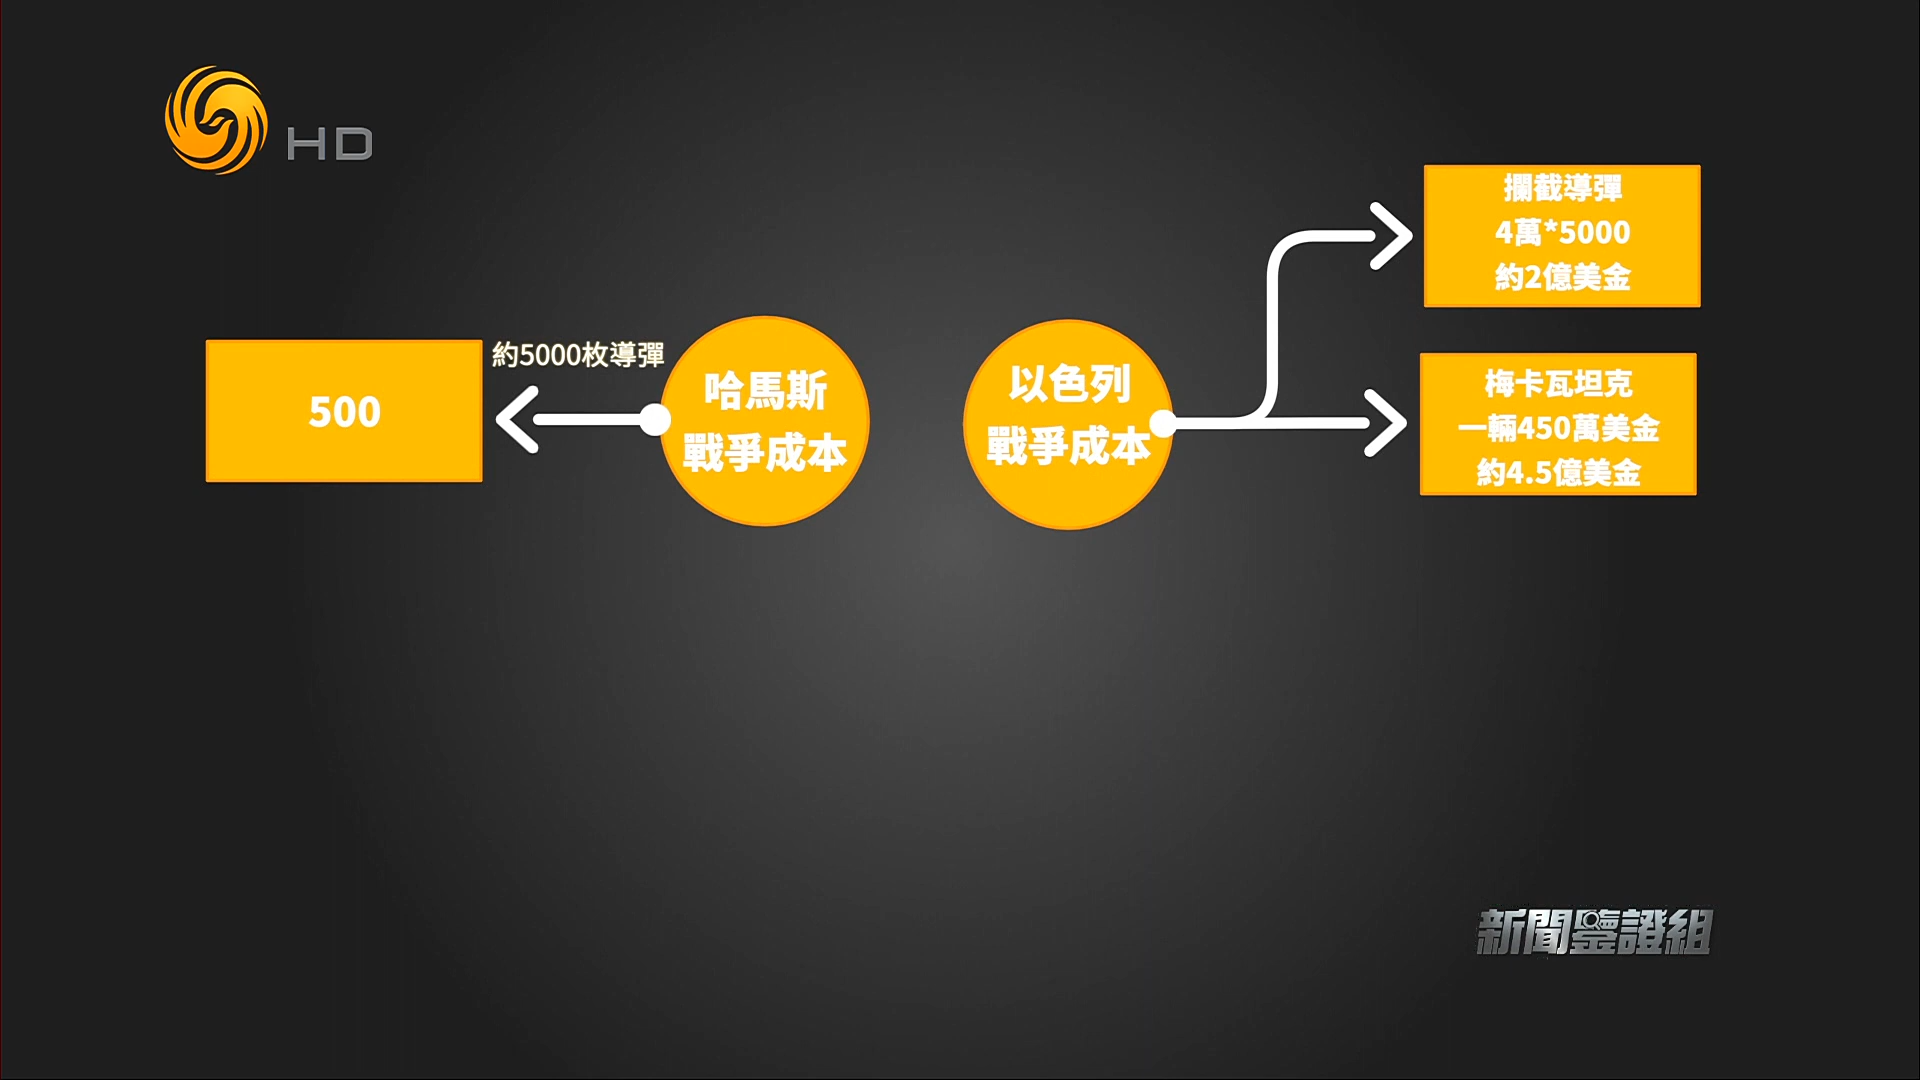 HD
攔截導彈
4萬*5000
約2億美金
約5000枚導彈
500
哈馬斯
戰爭成本
以色列
戰爭成本
梅卡瓦坦克
一輛450萬美金
約4.5億美金
新聞鑒證組